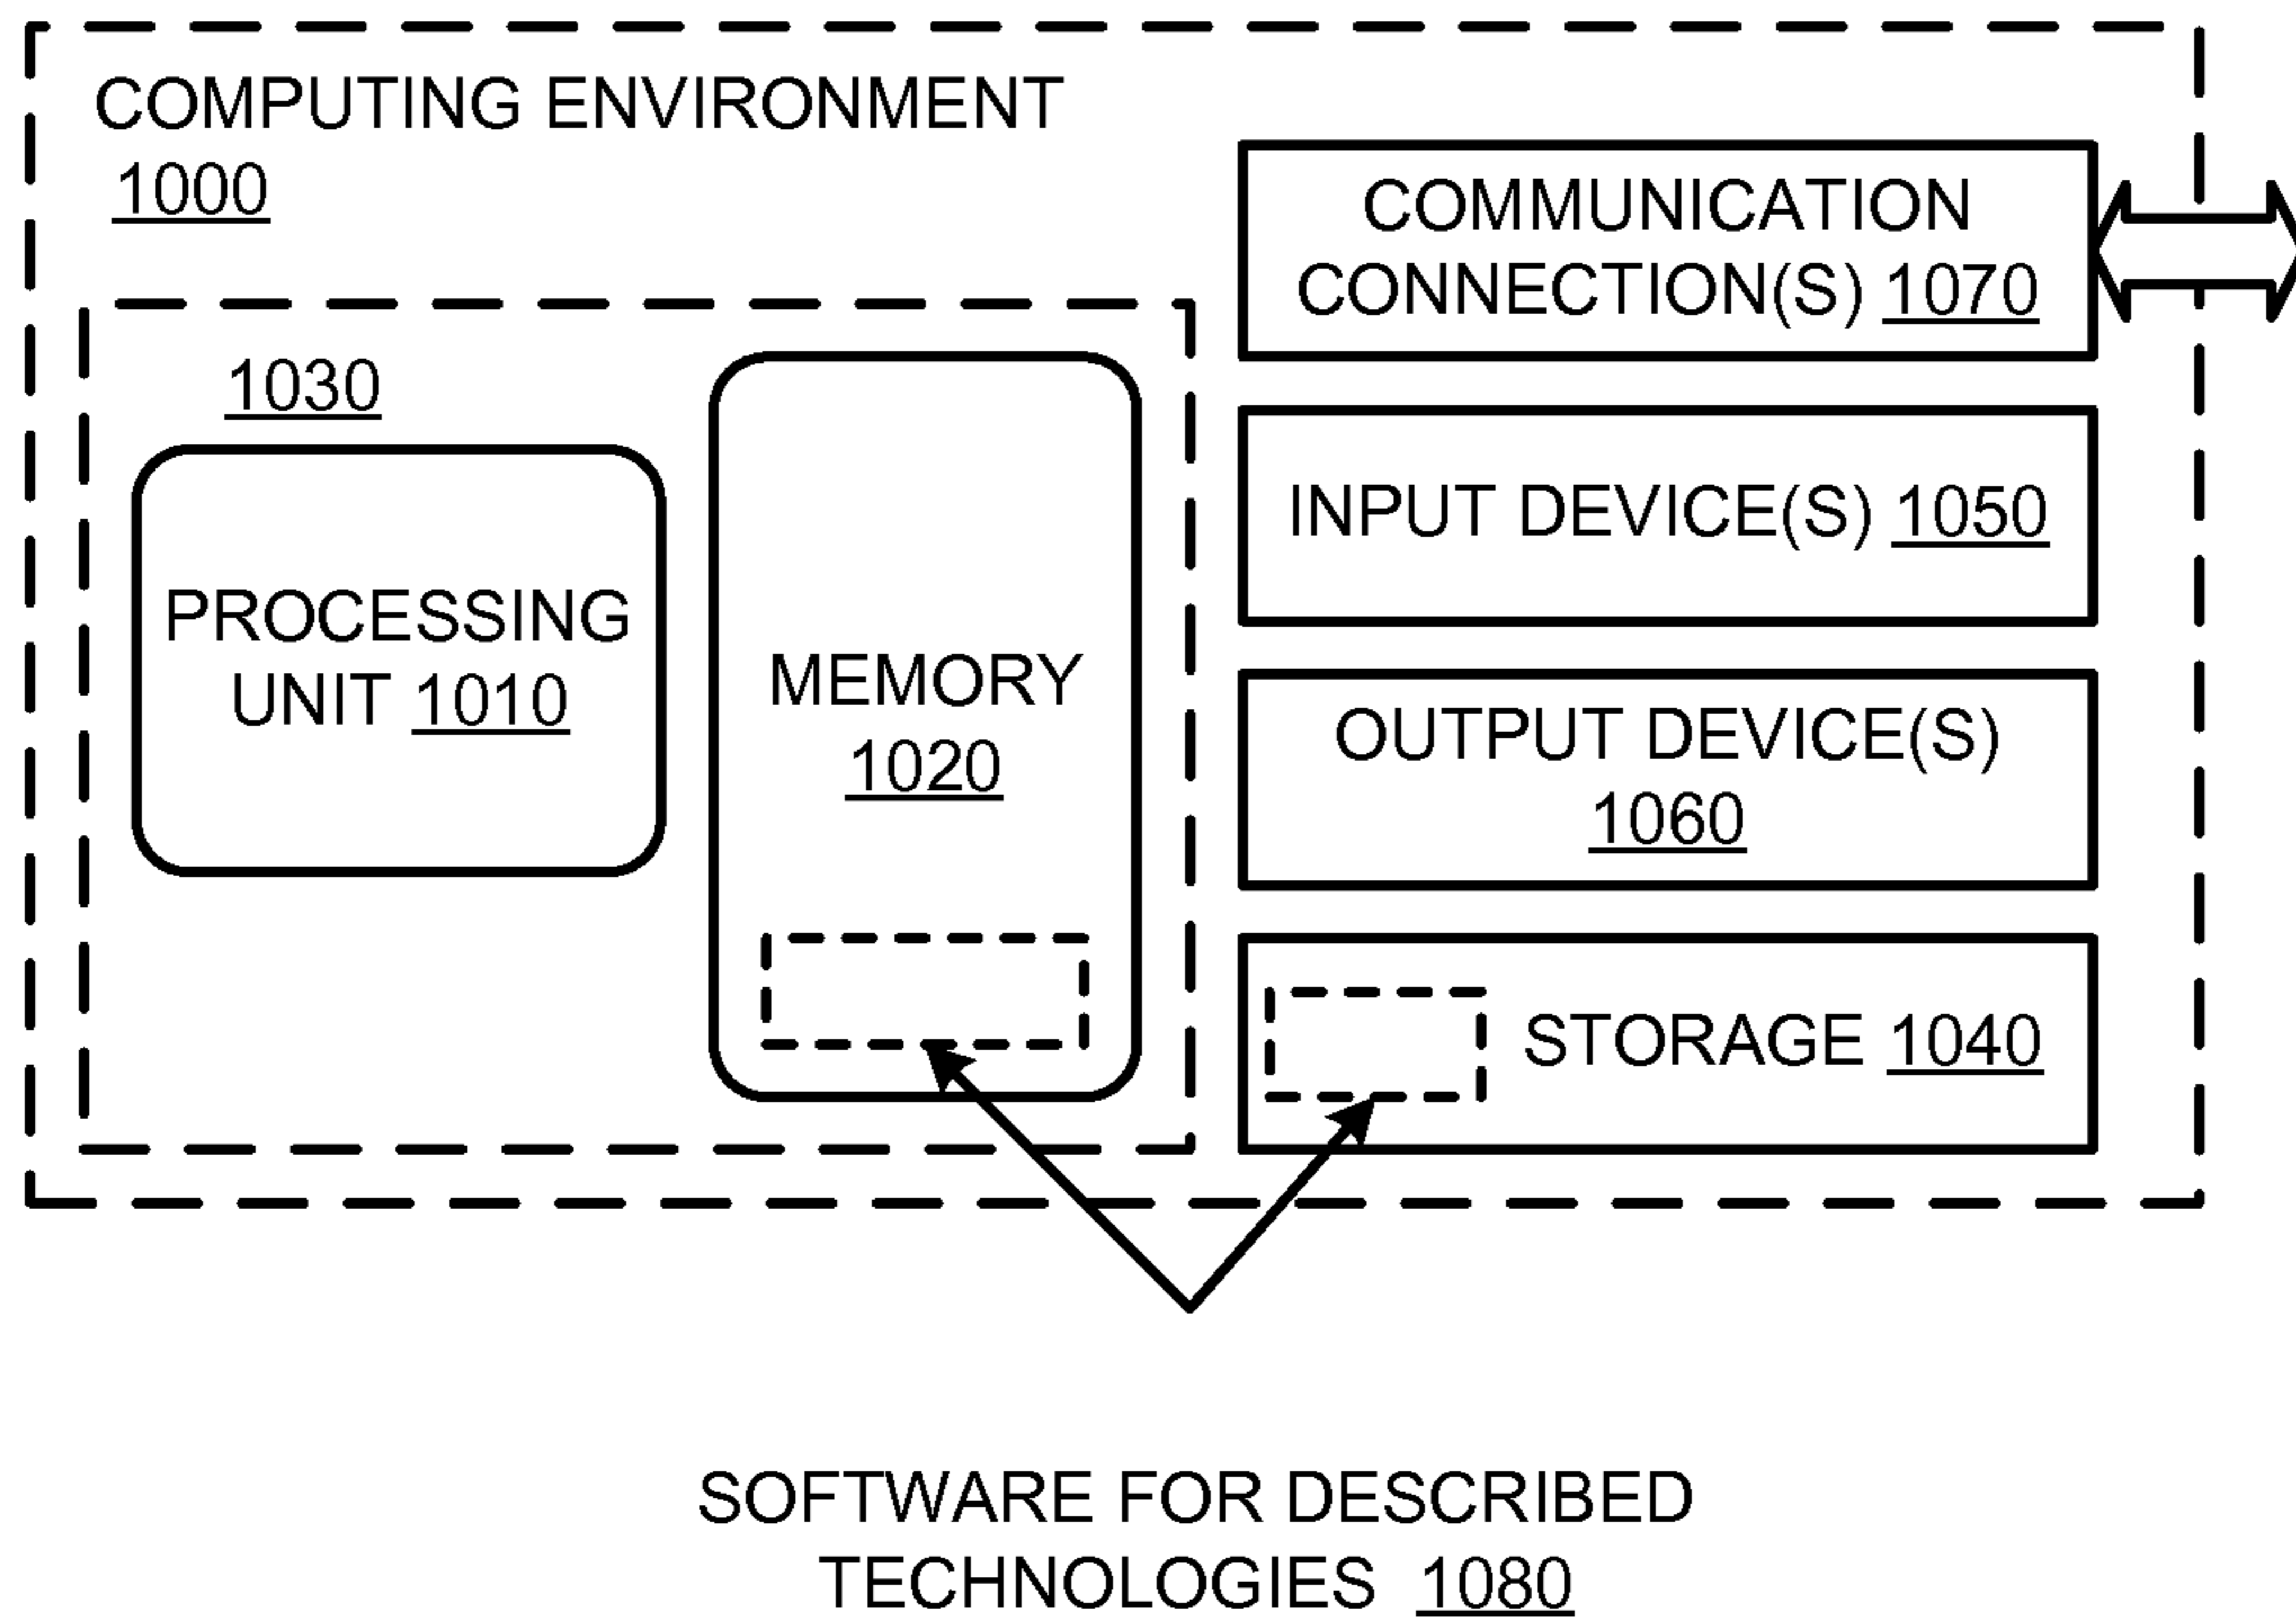 COMPUTING ENVIRONMENT
1000
COMMUNICATION
CONNECTION(S) 1070
1030
INPUT DEVICE(S) 1050
PROCESSING
UNIT 1010
MEMORY
1020
OUTPUT DEVICE(S)
1060
STORAGE 1040
SOFTWARE FOR DESCRIBED
TECHNOLOGIES 1080